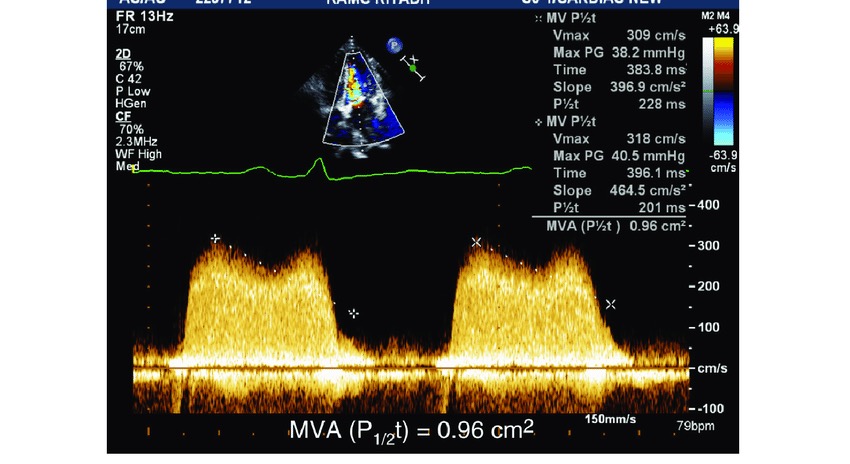 FR 13Hz
17cm
2D
67%
C 42
P Low
HGen
CF
70%
2.3MHz
WF High
Med
P
X
MV P½t
Vmax 309 cm/s
Max PG 38.2 mmHg
Time 383.8 ms
Slope 396.9 cm/s²
P½t 228 ms
MV P½t
Vmax 318 cm/s
Max PG 40.5 mmHg
Time 396.1 ms
Slope 464.5 cm/s²
P½t 201 ms
MVA (P½t ) 0.96 cm²
M2 M4
+63.9
-63.9
cm/s
400
300
200
100
cm/s
-100
150mm/s
79bpm
MVA (P1/2t) = 0.96 cm²